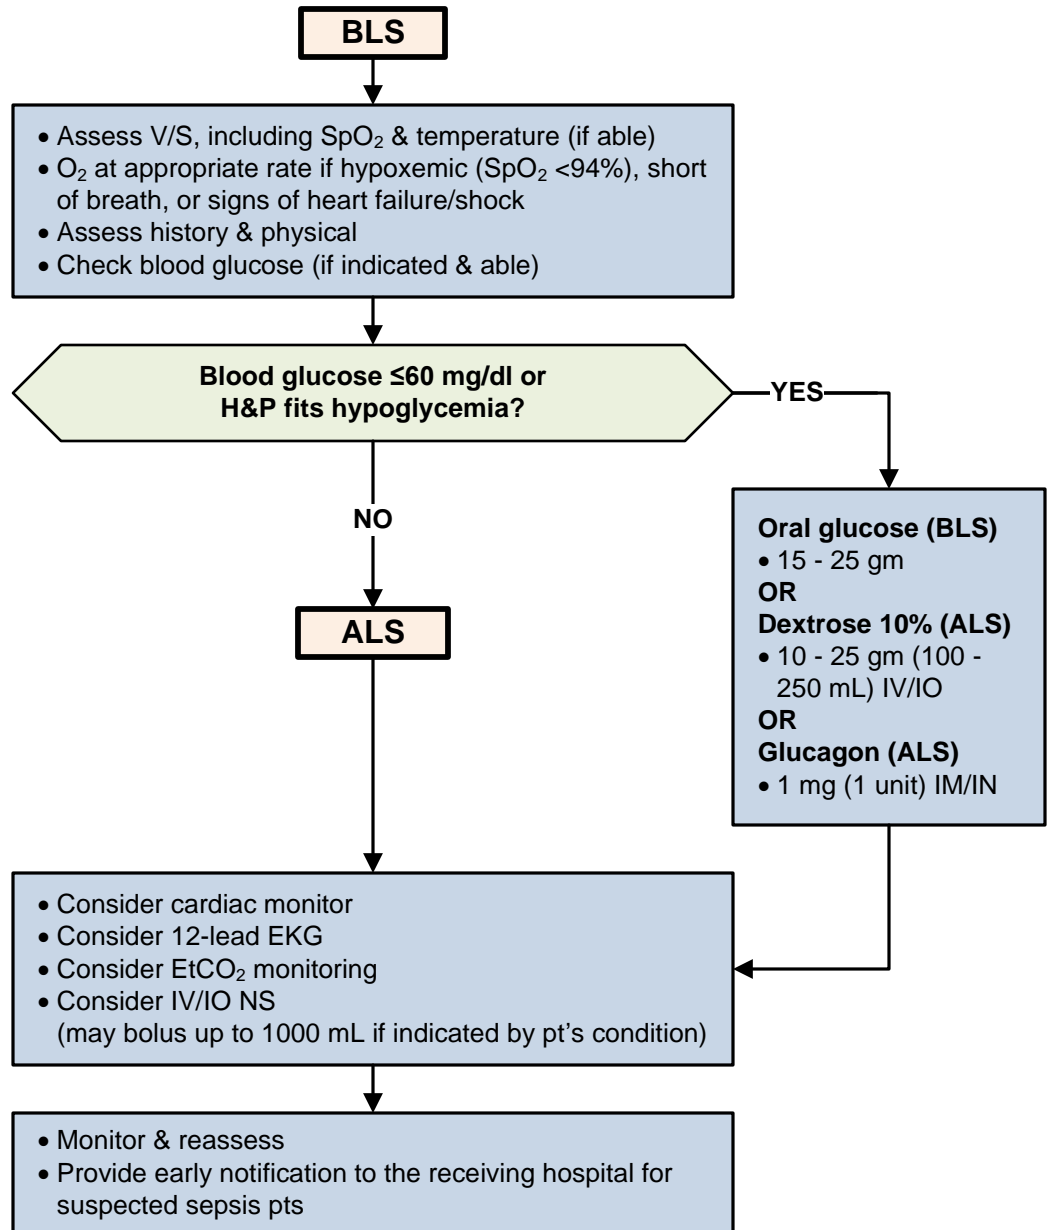 BLS
• Assess V/S, including SpO₂ & temperature (if able)
• O₂ at appropriate rate if hypoxemic (SpO₂ <94%), short
of breath, or signs of heart failure/shock
• Assess history & physical
• Check blood glucose (if indicated & able)
Blood glucose ≤60 mg/dl or
H&P fits hypoglycemia?
YES
NO
Oral glucose (BLS)
• 15 - 25 gm
OR
Dextrose 10% (ALS)
• 10 - 25 gm (100 -
250 mL) IV/IO
OR
Glucagon (ALS)
• 1 mg (1 unit) IM/IN
ALS
• Consider cardiac monitor
• Consider 12-lead EKG
• Consider EtCO₂ monitoring
• Consider IV/IO NS
(may bolus up to 1000 mL if indicated by pt's condition)
• Monitor & reassess
• Provide early notification to the receiving hospital for
suspected sepsis pts